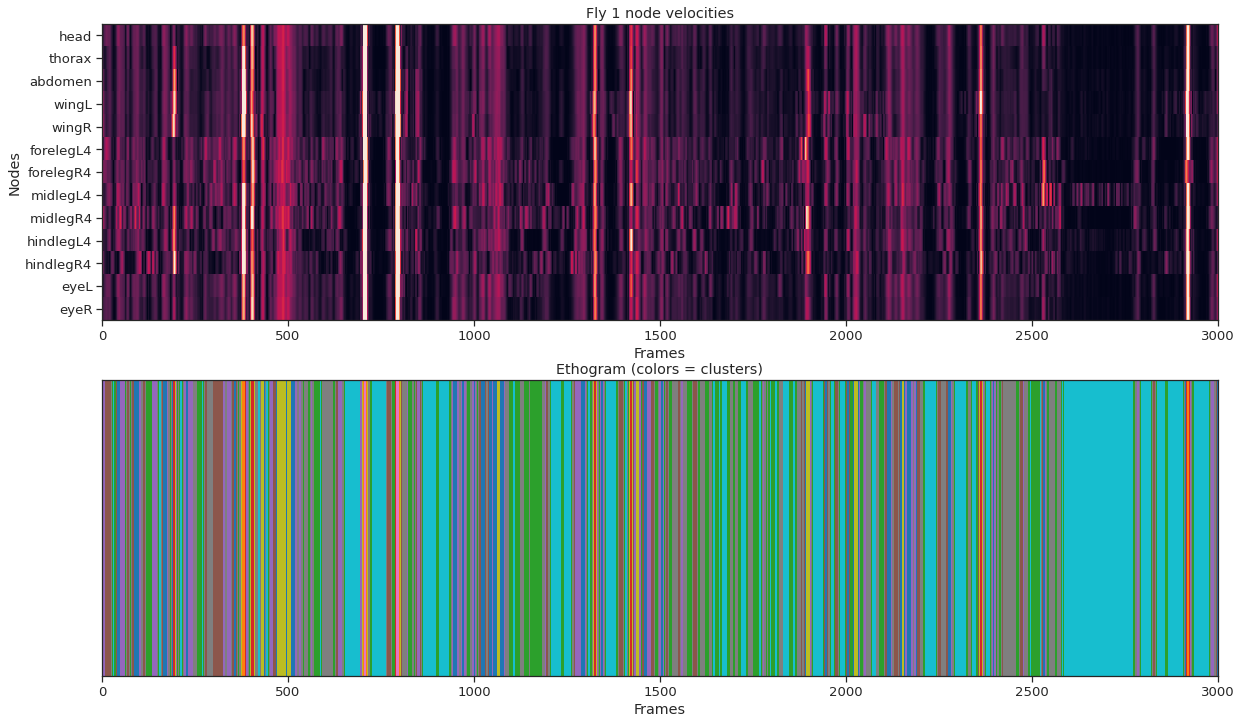 Fly 1 node velocities
Nodes
head
thorax
abdomen
wingL
wingR
forelegL4
forelegR4
midlegL4
midlegR4
hindlegL4
hindlegR4
eyeL
eyeR
0 500 1000 1500 2000 2500 3000
Frames
Ethogram (colors = clusters)
0 500 1000 1500 2000 2500 3000
Frames